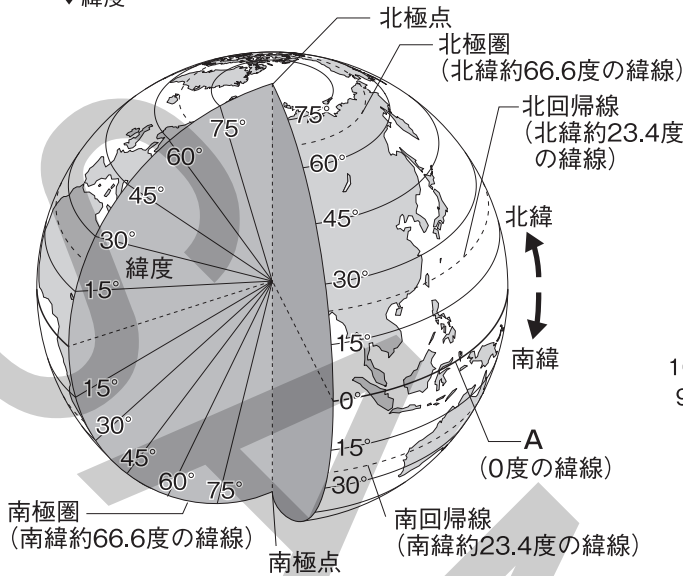 緯度
北極点
北極圏
(北緯約66.6度の緯線)
北回帰線
(北緯約23.4度
の緯線)
75°
60°
45°
30°
緯度
15°
15°
30°
45°
60°
75°
75°
60°
45°
30°
15°
0°
15°
30°
北緯
南緯
A
(0度の緯線)
南回帰線
(南緯約23.4度の緯線)
南極点
南極圏
(南緯約66.6度の緯線)